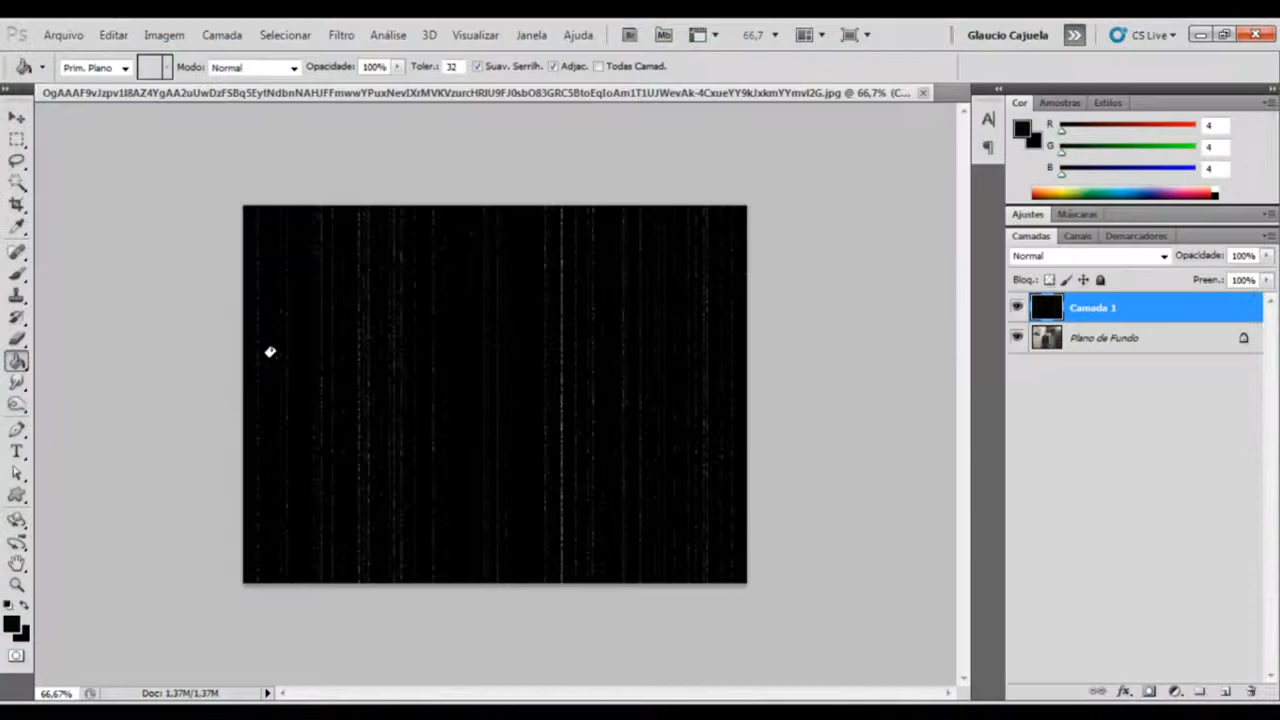 Ps Arquivo Editar Imagem Camada Selecionar Filtro Análise 3D Visualizar Janela Ajuda Br Mb 66,7 Glaucio Cajuela CS Live
Prim. Plano Modo: Normal Opacidade: 100% Toler.: 32 Suav. Serrilh. Adjac. Todas Camad.
.jpg @ 66,7% (C...
Cor Amostras Estilos
R 4
G 4
B 4
Ajustes Máscaras
Camadas Canais Demarcadores
Normal Opacidade: 100%
Bloq.: Preen.: 100%
Camada 1
Plano de Fundo
66,67% Doc: 1,37M/1,37M